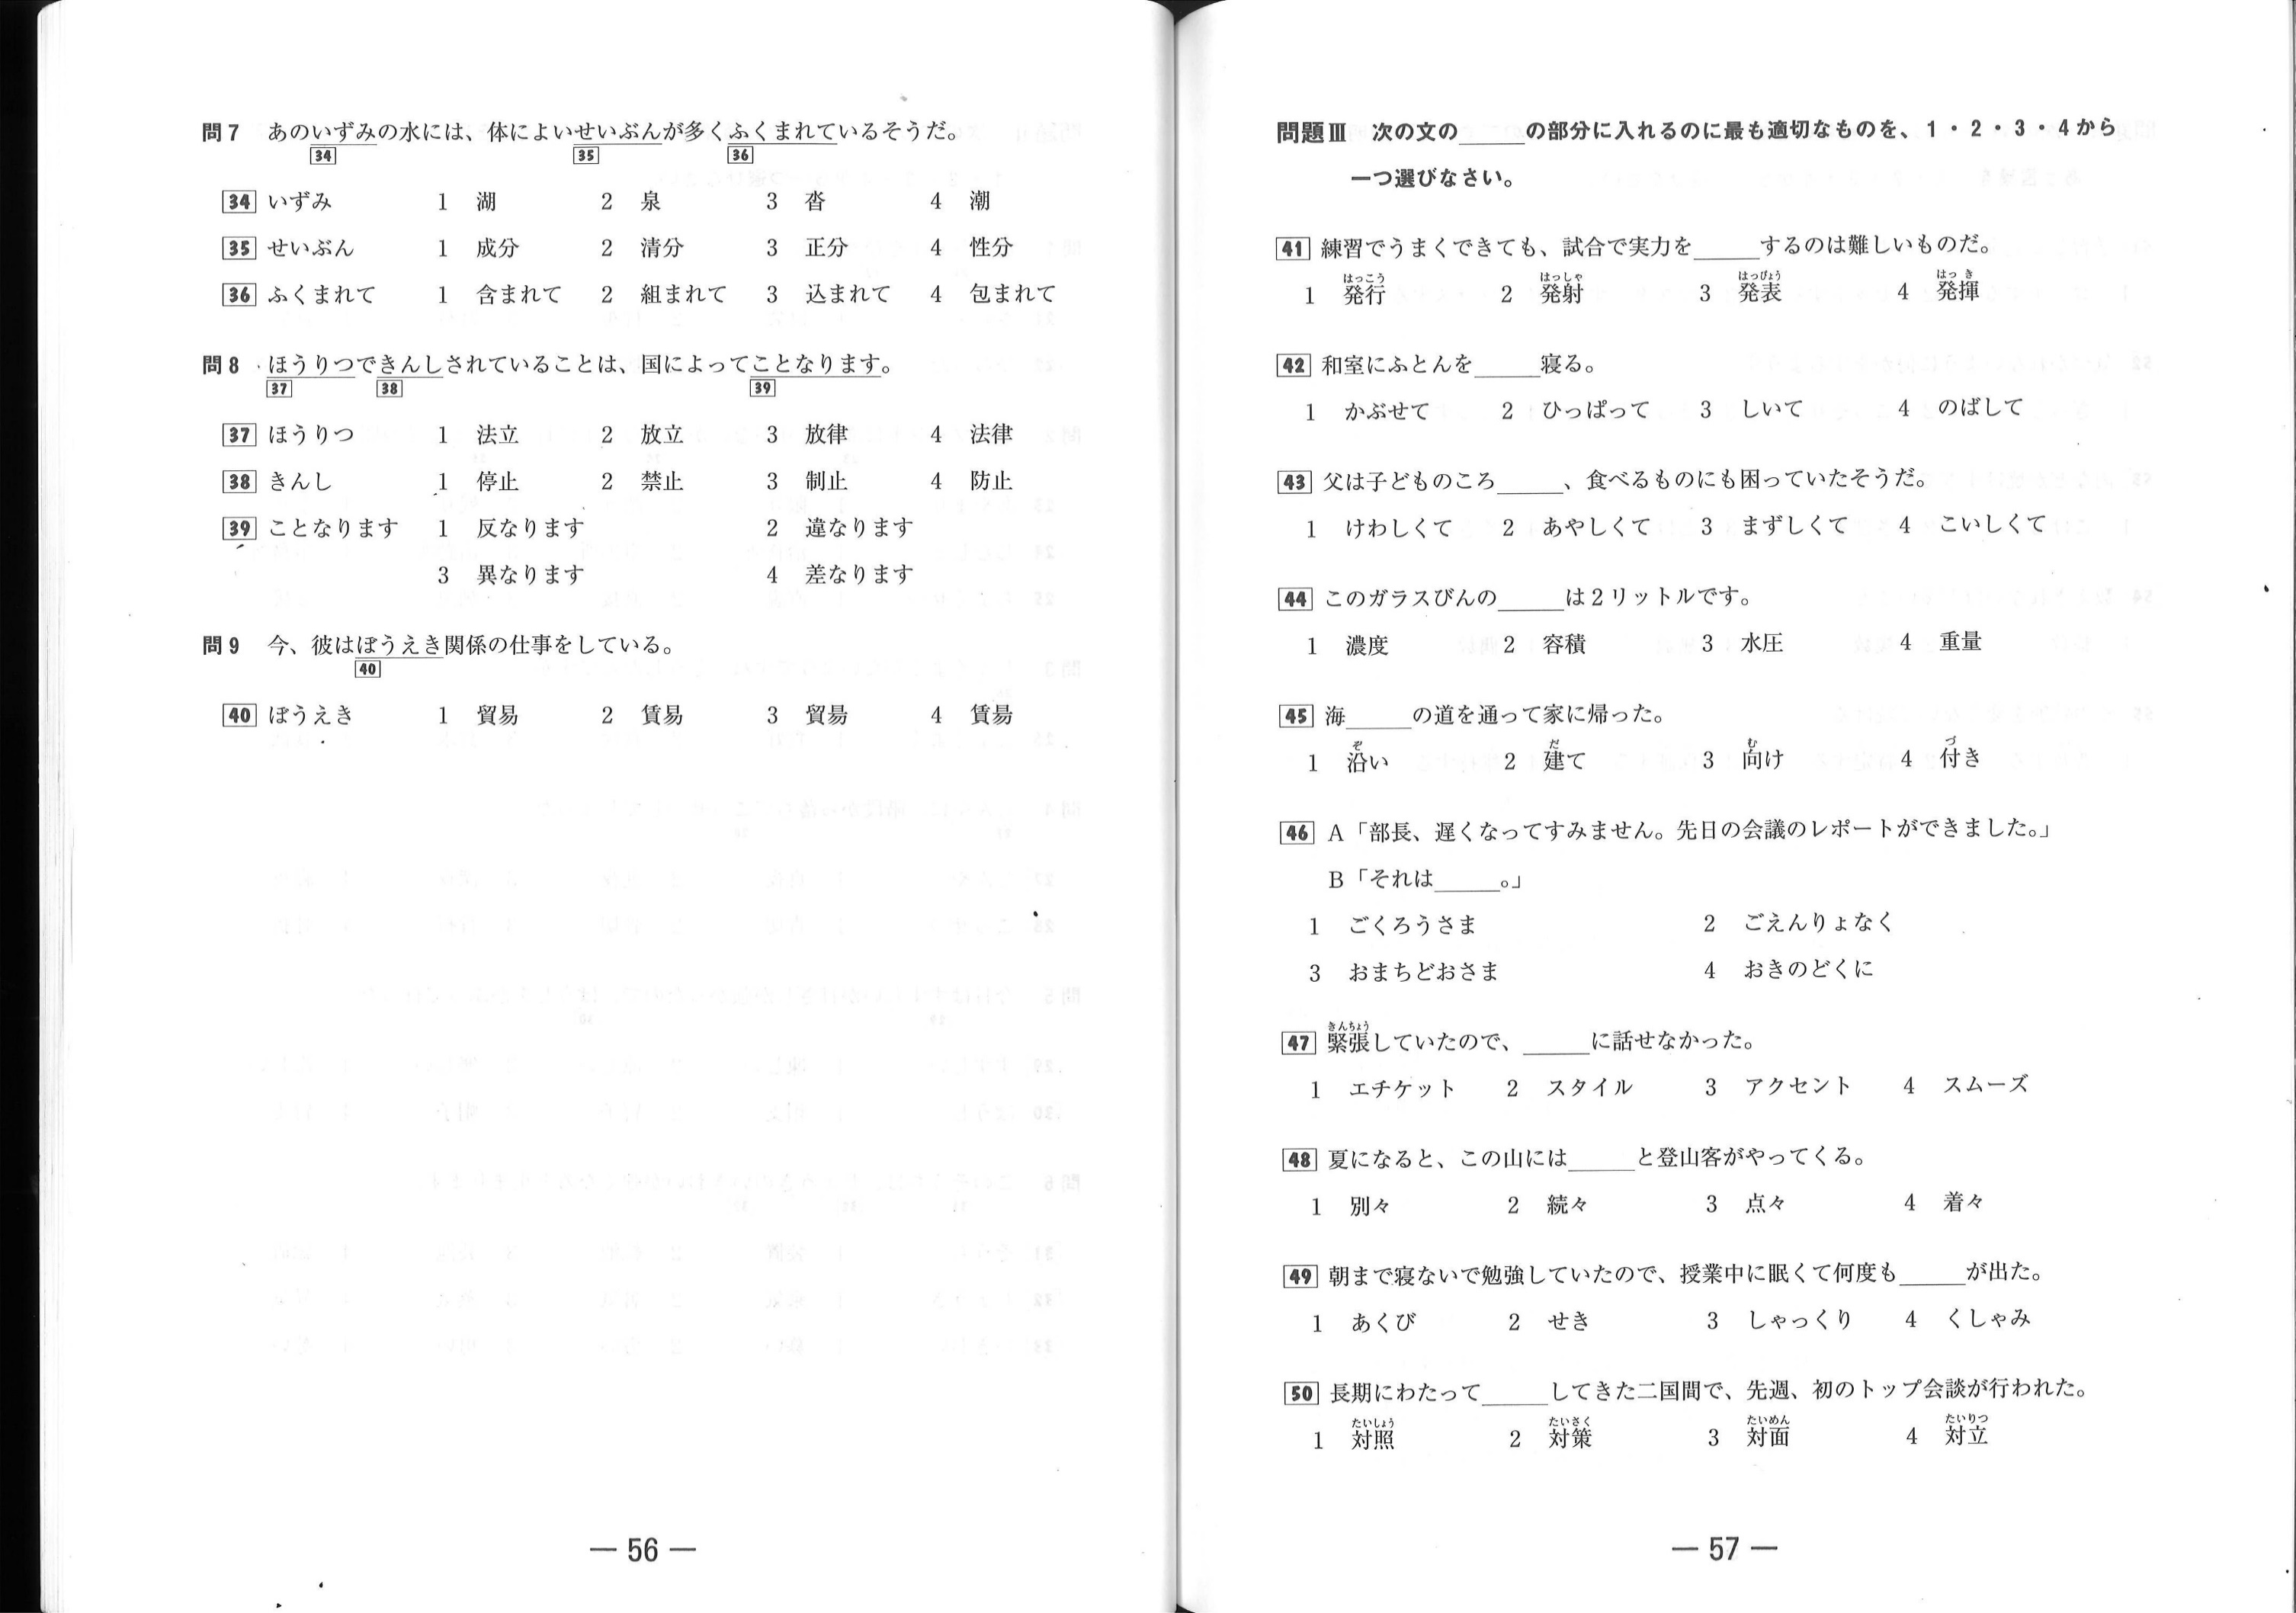 問7 あのいずみの水には、体によいせいぶんが多くふくまれているそうだ。
34 35 36
34 いずみ 1 湖 2 泉 3 沓 4 潮
35 せいぶん 1 成分 2 清分 3 正分 4 性分
36 ふくまれて 1 含まれて 2 組まれて 3 込まれて 4 包まれて
問8 ほうりつできんしされていることは、国によってことなります。
37 38 39
37 ほうりつ 1 法立 2 放立 3 放律 4 法律
38 きんし 1 停止 2 禁止 3 制止 4 防止
39 ことなります 1 反なります 2 違なります
3 異なります 4 差なります
問9 今、彼はぼうえき関係の仕事をしている。
40
40 ぼうえき 1 貿易 2 賃易 3 貿昜 4 賃昜
― 56 ―
問題Ⅲ 次の文の＿＿＿の部分に入れるのに最も適切なものを、1・2・3・4から
一つ選びなさい。
41 練習でうまくできても、試合で実力を＿＿＿するのは難しいものだ。
はっこう はっしゃ はっぴょう はっき
1 発行 2 発射 3 発表 4 発揮
42 和室にふとんを＿＿＿寝る。
1 かぶせて 2 ひっぱって 3 しいて 4 のばして
43 父は子どものころ＿＿＿、食べるものにも困っていたそうだ。
1 けわしくて 2 あやしくて 3 まずしくて 4 こいしくて
44 このガラスびんの＿＿＿は2リットルです。
1 濃度 2 容積 3 水圧 4 重量
45 海＿＿＿の道を通って家に帰った。
ぞ だ む づ
1 沿い 2 建て 3 向け 4 付き
46 A「部長、遅くなってすみません。先日の会議のレポートができました。」
B「それは＿＿＿。」
1 ごくろうさま 2 ごえんりょなく
3 おまちどおさま 4 おきのどくに
きんちょう
47 緊張していたので、＿＿＿に話せなかった。
1 エチケット 2 スタイル 3 アクセント 4 スムーズ
48 夏になると、この山には＿＿＿と登山客がやってくる。
1 別々 2 続々 3 点々 4 着々
49 朝まで寝ないで勉強していたので、授業中に眠くて何度も＿＿＿が出た。
1 あくび 2 せき 3 しゃっくり 4 くしゃみ
50 長期にわたって＿＿＿してきた二国間で、先週、初のトップ会談が行われた。
たいしょう たいさく たいめん たいりつ
1 対照 2 対策 3 対面 4 対立
― 57 ―